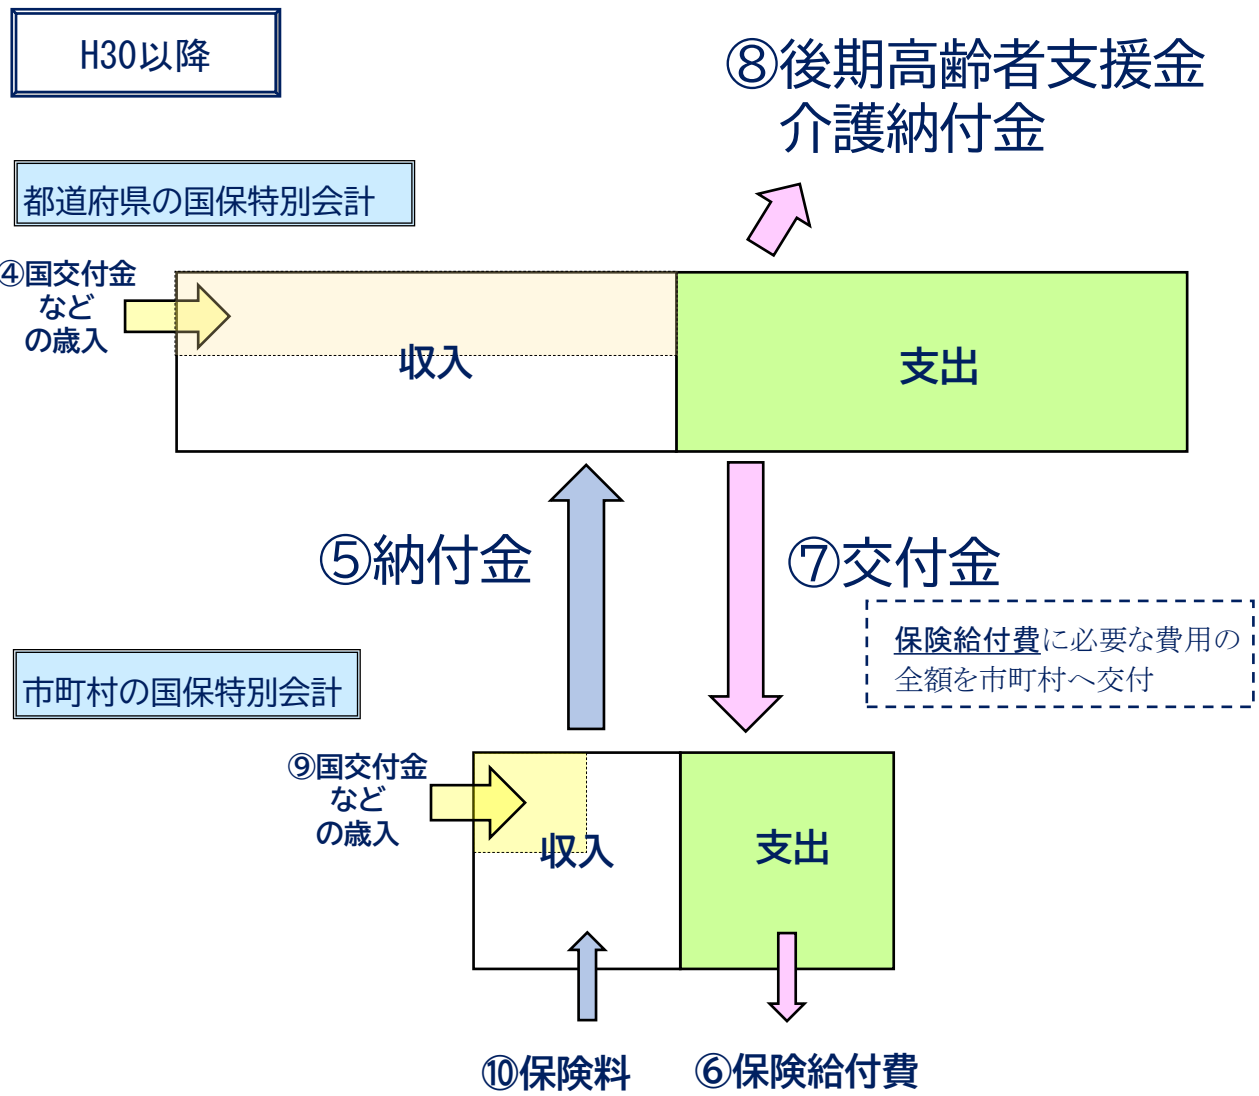 H30以降
⑧後期高齢者支援金
介護納付金
都道府県の国保特別会計
④国交付金
など
の歳入
収入
支出
⑤納付金
⑦交付金
保険給付費に必要な費用の
全額を市町村へ交付
市町村の国保特別会計
⑨国交付金
など
の歳入
収入
支出
⑩保険料
⑥保険給付費